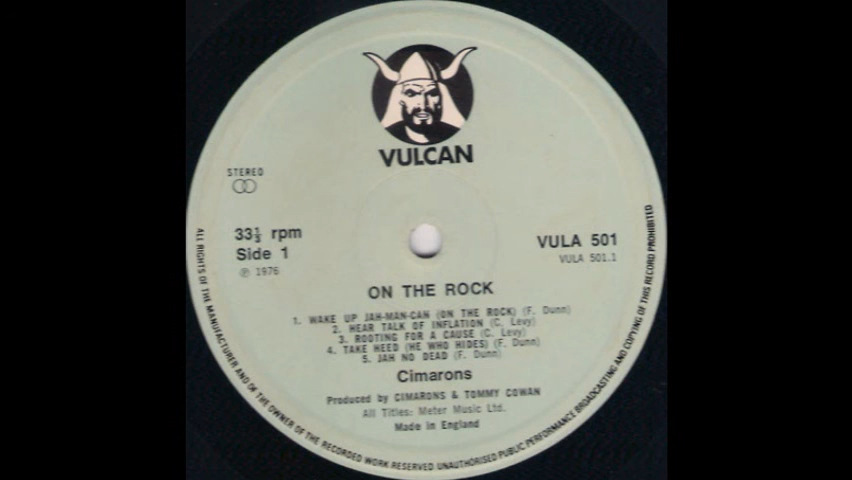 VULCAN
STEREO
33⅓ rpm
Side 1
℗ 1976
VULA 501
VULA 501.1
ON THE ROCK
1. WAKE UP JAH-MAN-CAN (ON THE ROCK) (F. Dunn)
2. HEAR TALK OF INFLATION (C. Levy)
3. ROOTING FOR A CAUSE (C. Levy)
4. TAKE HEED (HE WHO HIDES) (F. Dunn)
5. JAH NO DEAD (F. Dunn)
Cimarons
Produced by CIMARONS & TOMMY COWAN
All Titles: Meter Music Ltd.
Made in England
ALL RIGHTS OF THE MANUFACTURER AND OF THE OWNER OF THE RECORDED WORK RESERVED UNAUTHORISED PUBLIC PERFORMANCE BROADCASTING AND COPYING OF THIS RECORD PROHIBITED